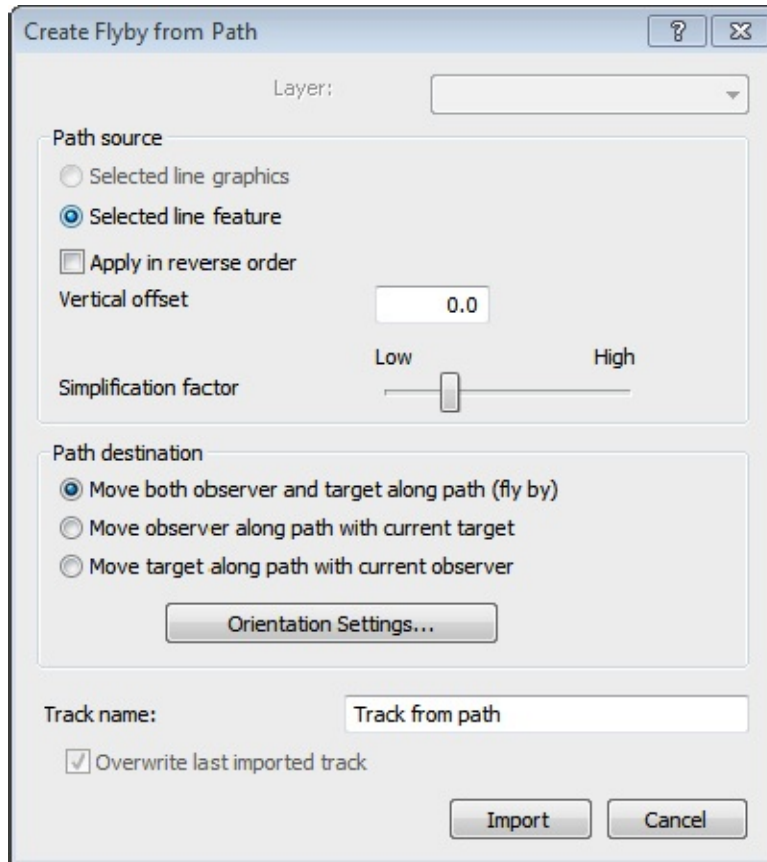 Create Flyby from Path
Layer:
Path source
Selected line graphics
Selected line feature
Apply in reverse order
Vertical offset 0.0
Low High
Simplification factor
Path destination
Move both observer and target along path (fly by)
Move observer along path with current target
Move target along path with current observer
Orientation Settings...
Track name: Track from path
Overwrite last imported track
Import Cancel